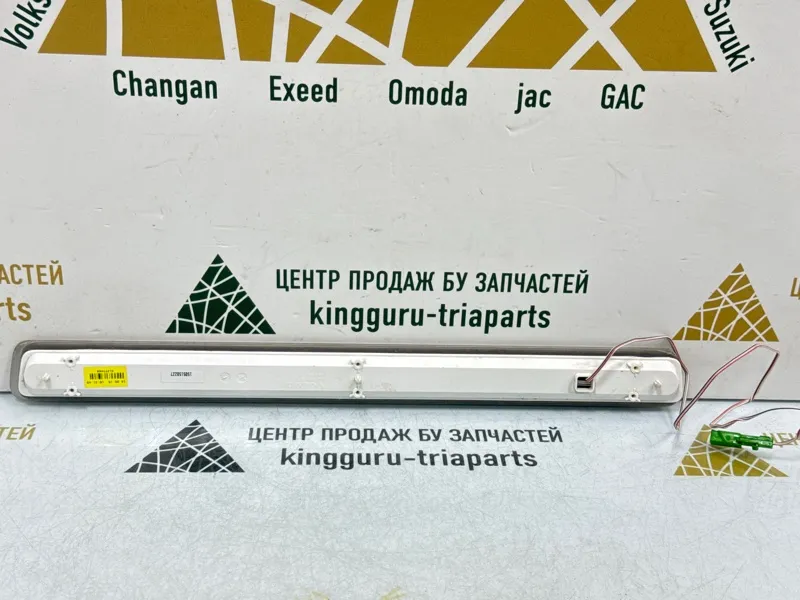 Volks
Suzuki
Changan Exeed Omoda jac GAC
АСТЕЙ
ЦЕНТР ПРОДАЖ БУ ЗАПЧАСТЕЙ
rts
kingguru-triaparts
ЦЕНТР ПРОДАЖ БУ ЗАПЧАСТЕЙ
kingguru-triaparts